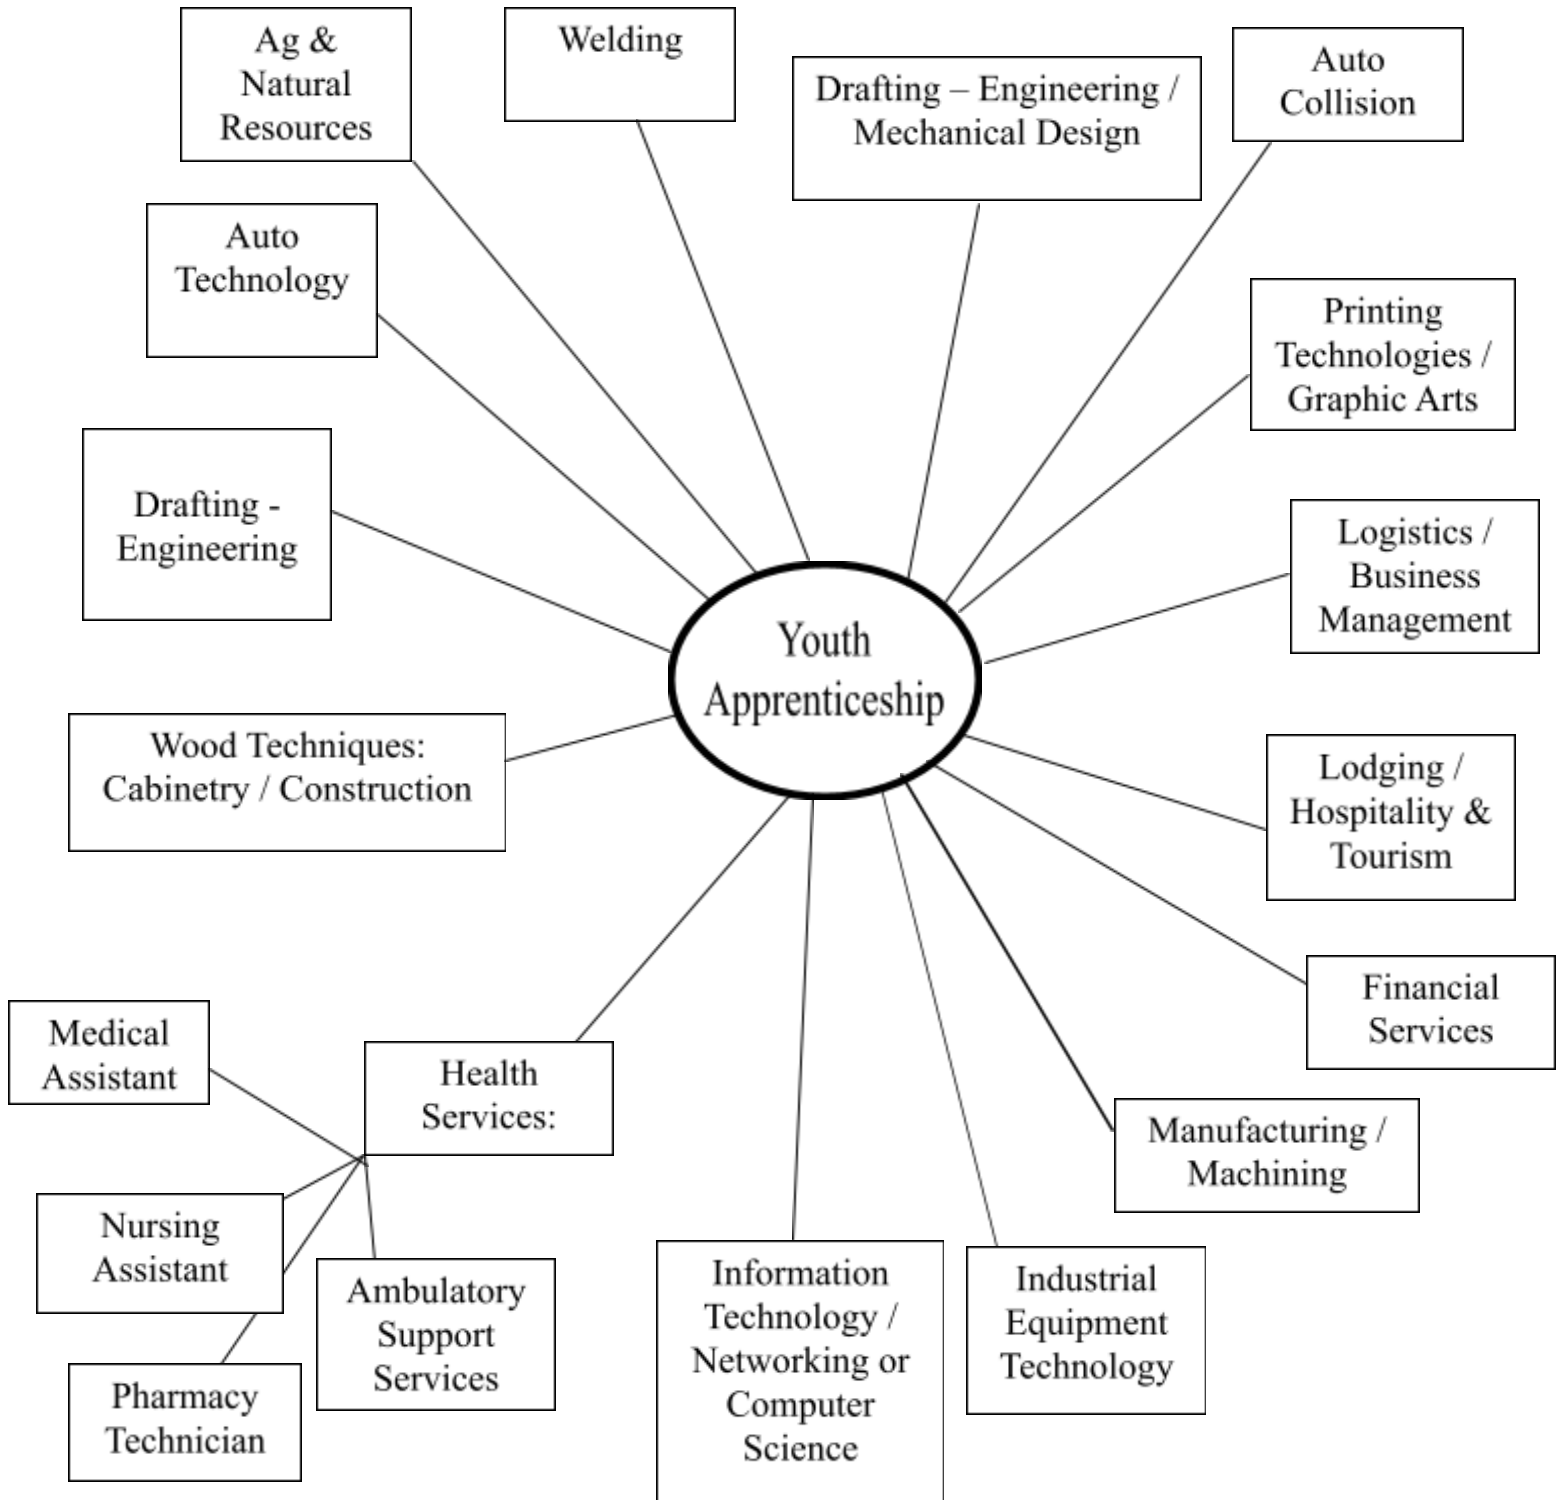 Ag &
Natural
Resources
Welding
Drafting – Engineering /
Mechanical Design
Auto
Collision
Auto
Technology
Printing
Technologies /
Graphic Arts
Drafting -
Engineering
Logistics /
Business
Management
Youth
Apprenticeship
Wood Techniques:
Cabinetry / Construction
Lodging /
Hospitality &
Tourism
Financial
Services
Medical
Assistant
Health
Services:
Manufacturing /
Machining
Nursing
Assistant
Ambulatory
Support
Services
Information
Technology /
Networking or
Computer
Science
Industrial
Equipment
Technology
Pharmacy
Technician